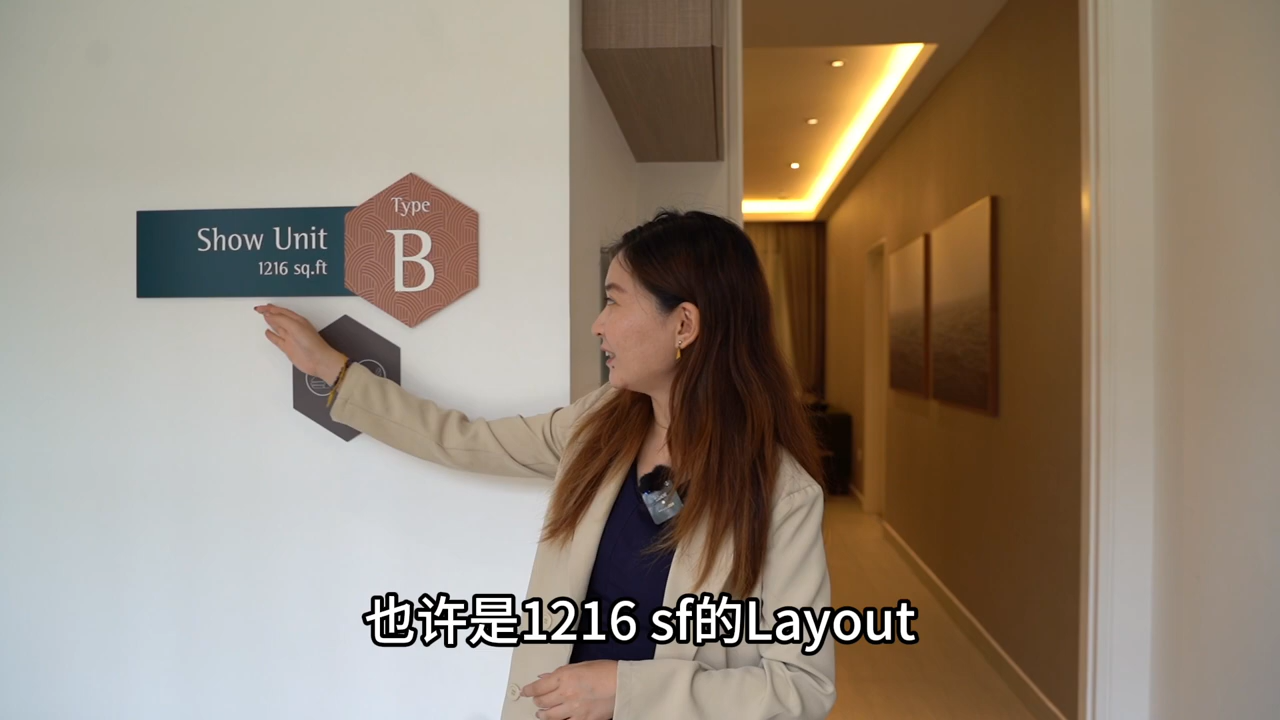 Show Unit
1216 sq.ft
Type
B
也许是1216 sf的Layout